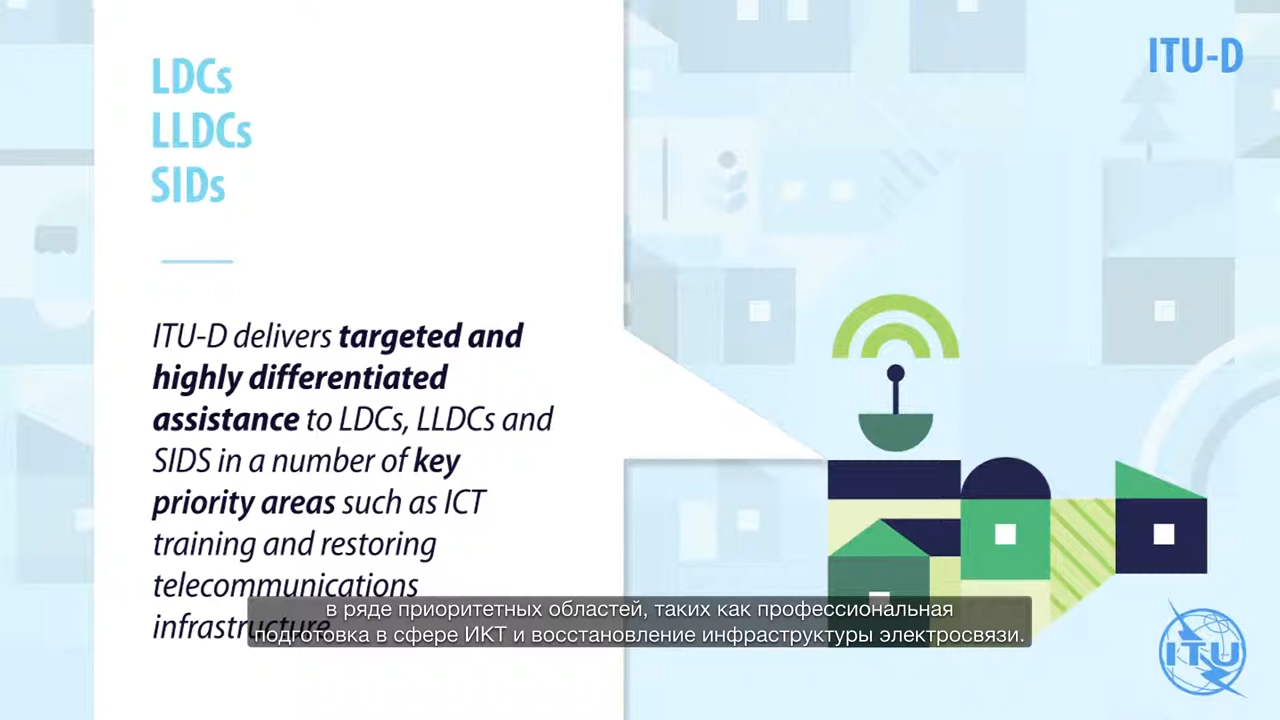 LDCs
LLDCs
SIDs
ITU-D
ITU-D delivers targeted and
highly differentiated
assistance to LDCs, LLDCs and
SIDS in a number of key
priority areas such as ICT
training and restoring
telecommunications
infrastructure.
в ряде приоритетных областей, таких как профессиональная
подготовка в сфере ИКТ и восстановление инфраструктуры электросвязи.
ITU